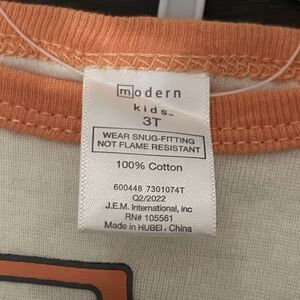 modern
kids™
3T
WEAR SNUG-FITTING
NOT FLAME RESISTANT
100% Cotton
600448 7301074T
Q2/2022
J.E.M. International, inc
RN# 105561
Made in HUBEI, China